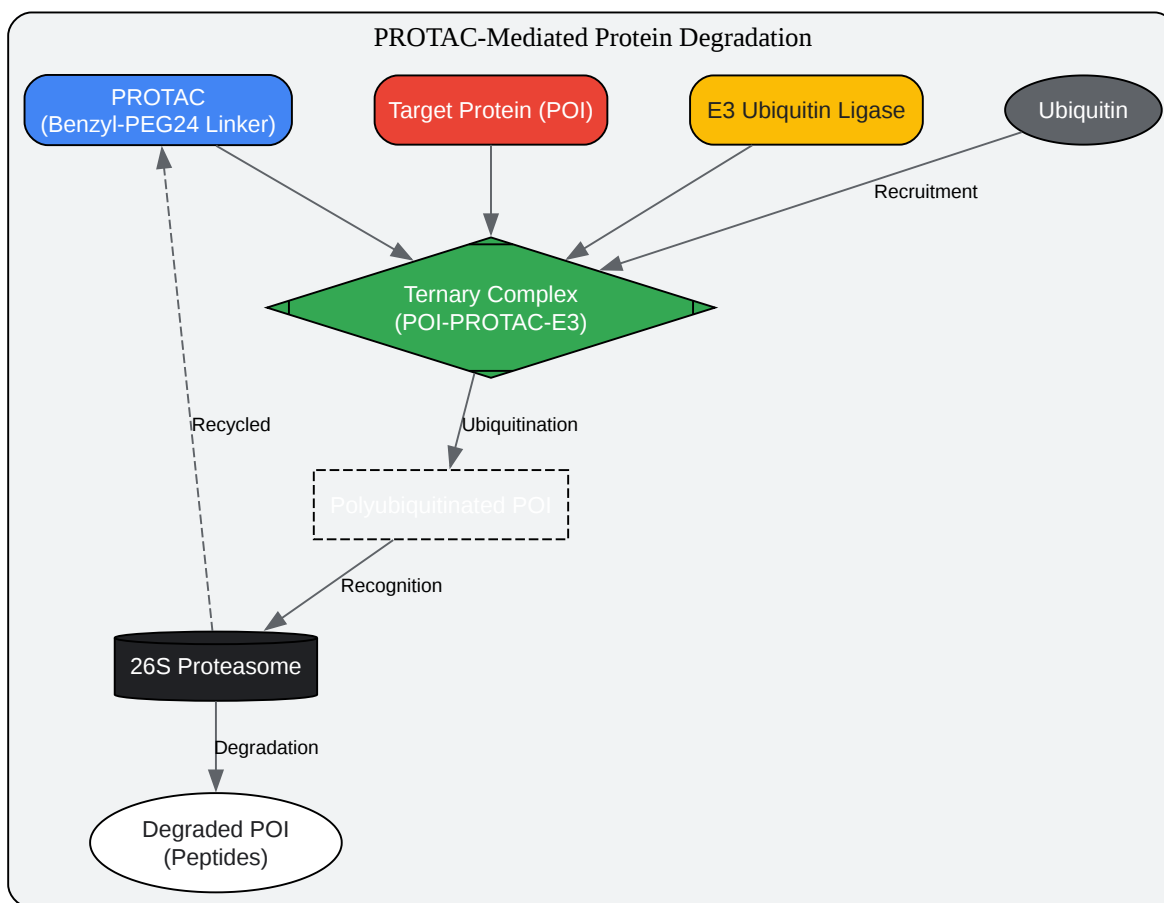 PROTAC-Mediated Protein Degradation
PROTAC
(Benzyl-PEG24 Linker)
Target Protein (POI)
E3 Ubiquitin Ligase
Ubiquitin
Recruitment
Ternary Complex
(POI-PROTAC-E3)
Recycled
Ubiquitination
Polyubiquitinated POI
Recognition
26S Proteasome
Degradation
Degraded POI
(Peptides)